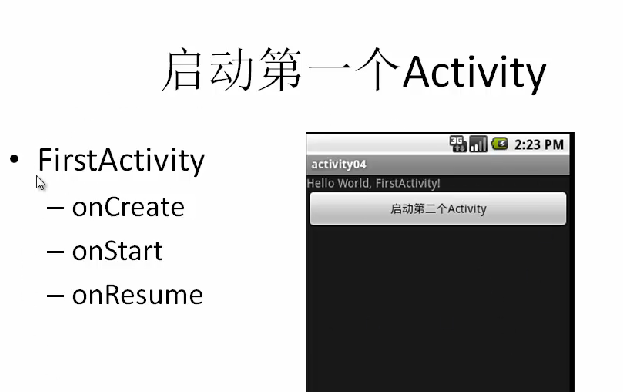 启动第一个Activity
• FirstActivity
– onCreate
– onStart
– onResume
3G 2:23 PM
activity04
Hello World, FirstActivity!
启动第二个Activity